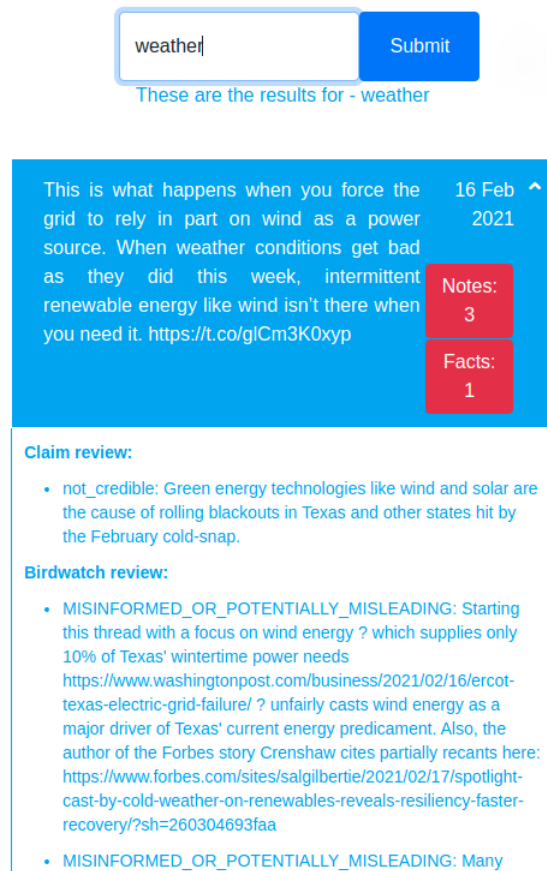 weather
Submit
These are the results for - weather
This is what happens when you force the
grid to rely in part on wind as a power
source. When weather conditions get bad
as they did this week, intermittent
renewable energy like wind isn't there when
you need it. https://t.co/glCm3K0xyp
16 Feb
2021
Notes:
3
Facts:
1
Claim review:
• not_credible: Green energy technologies like wind and solar are
the cause of rolling blackouts in Texas and other states hit by
the February cold-snap.
Birdwatch review:
• MISINFORMED_OR_POTENTIALLY_MISLEADING: Starting
this thread with a focus on wind energy ? which supplies only
10% of Texas' wintertime power needs
https://www.washingtonpost.com/business/2021/02/16/ercot-
texas-electric-grid-failure/ ? unfairly casts wind energy as a
major driver of Texas' current energy predicament. Also, the
author of the Forbes story Crenshaw cites partially recants here:
https://www.forbes.com/sites/salgilbertie/2021/02/17/spotlight-
cast-by-cold-weather-on-renewables-reveals-resiliency-faster-
recovery/?sh=260304693faa
• MISINFORMED_OR_POTENTIALLY_MISLEADING: Many